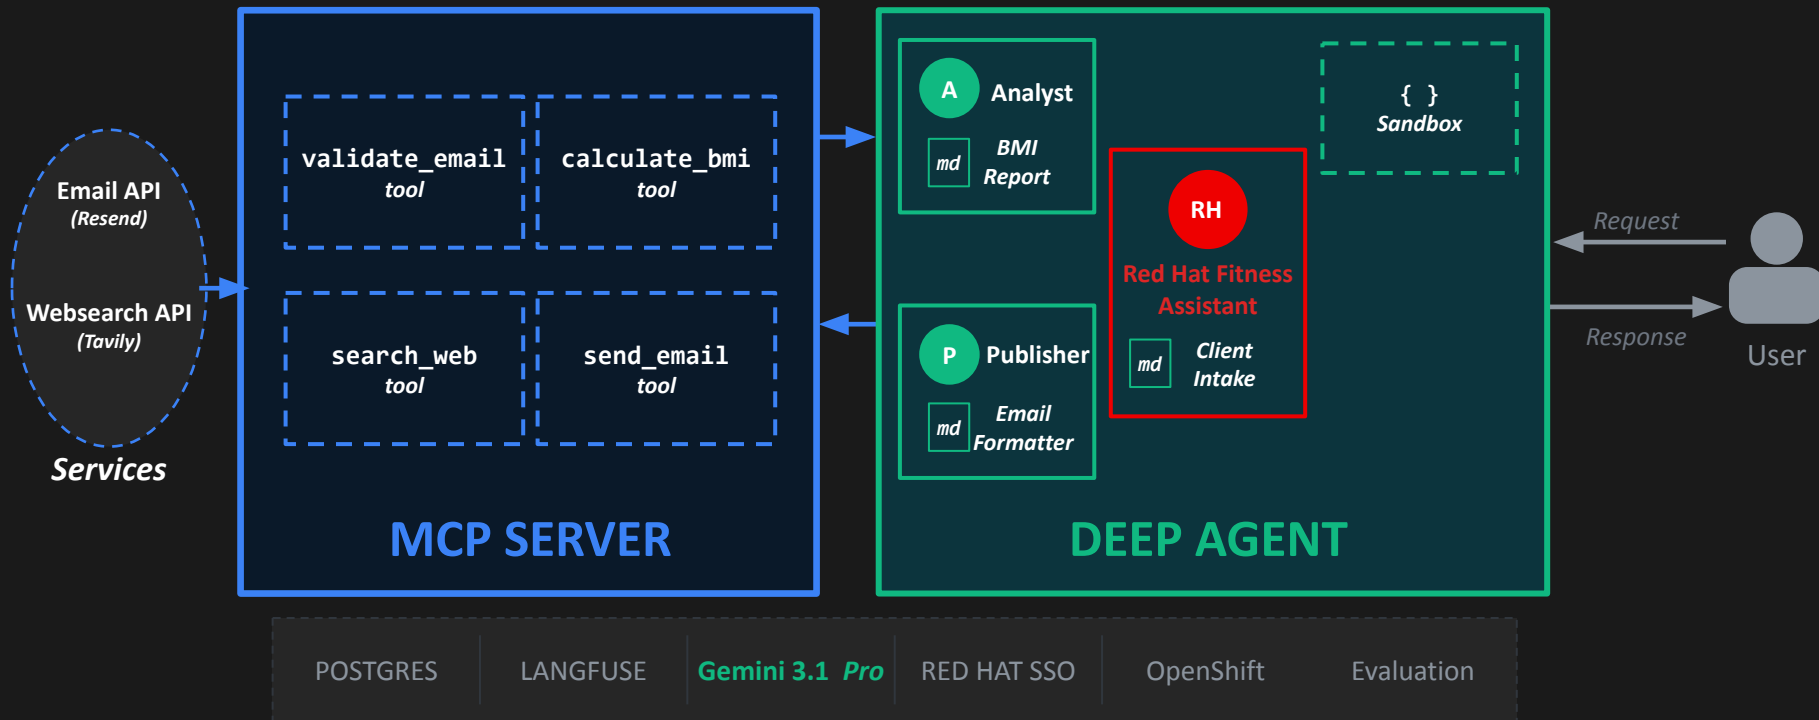 Email API
(Resend)
Websearch API
(Tavily)
Services
validate_email
tool
calculate_bmi
tool
search_web
tool
send_email
tool
MCP SERVER
A
Analyst
md
BMI
Report
P
Publisher
md
Email
Formatter
RH
Red Hat Fitness
Assistant
md
Client
Intake
{ }
Sandbox
DEEP AGENT
Request
Response
User
POSTGRES
LANGFUSE
Gemini 3.1 Pro
RED HAT SSO
OpenShift
Evaluation